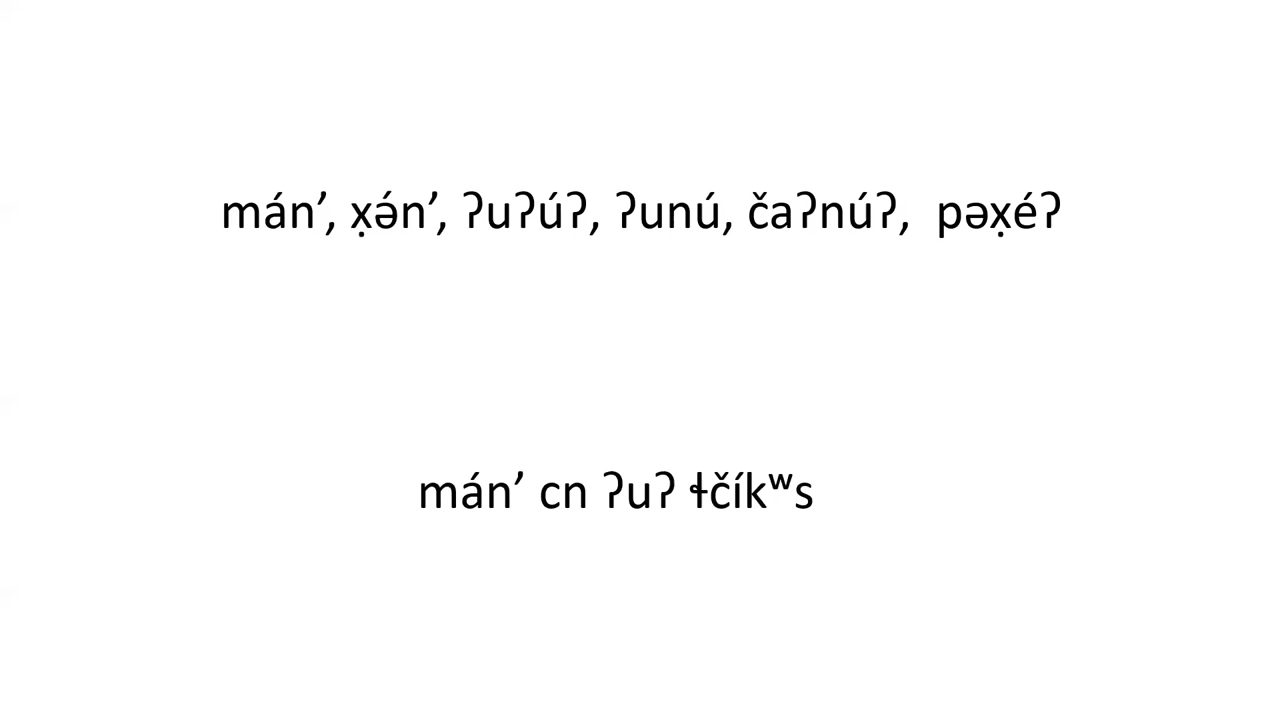 mán’, x̣ə́n’, ʔuʔúʔ, ʔunú, čaʔnúʔ, pəx̣éʔ
mán’ cn ʔuʔ ɬčíkʷs